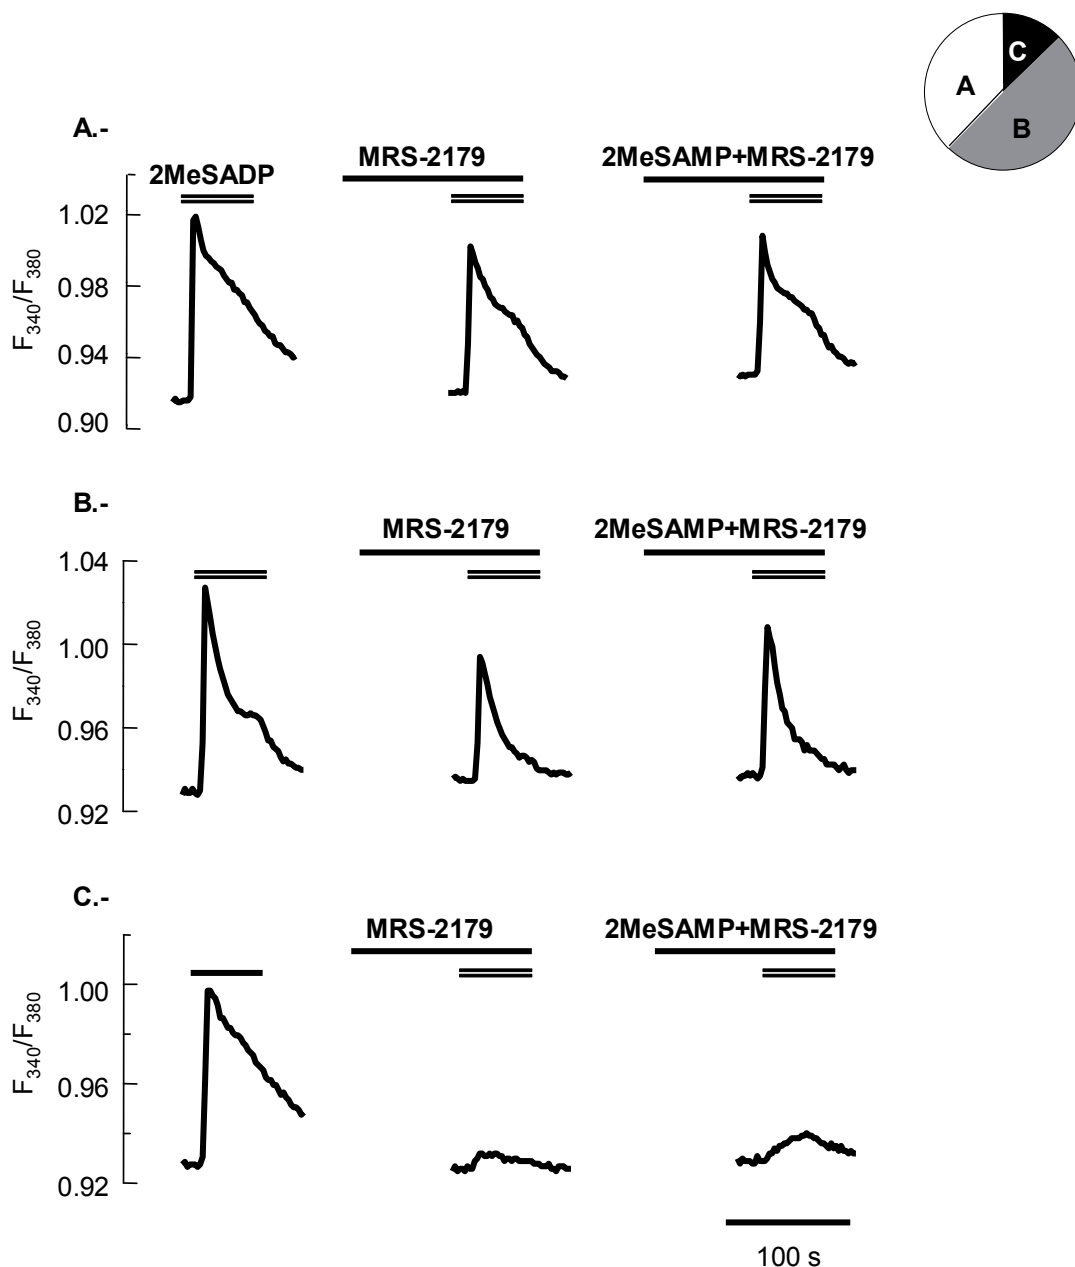 C
A
B
A.-
2MeSADP
MRS-2179
2MeSAMP+MRS-2179
1.02
0.98
0.94
0.90
F340/F380
B.-
MRS-2179
2MeSAMP+MRS-2179
1.04
1.00
0.96
0.92
F340/F380
C.-
MRS-2179
2MeSAMP+MRS-2179
1.00
0.96
0.92
F340/F380
100 s